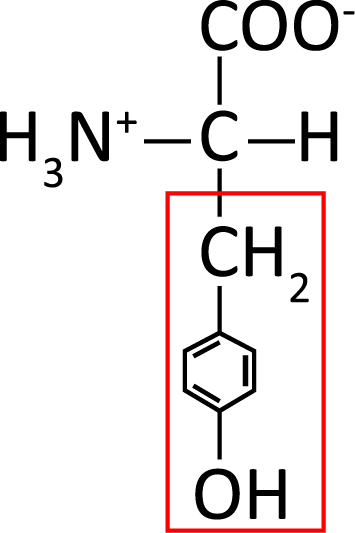 COO⁻
H₃N⁺ C H
CH₂
OH